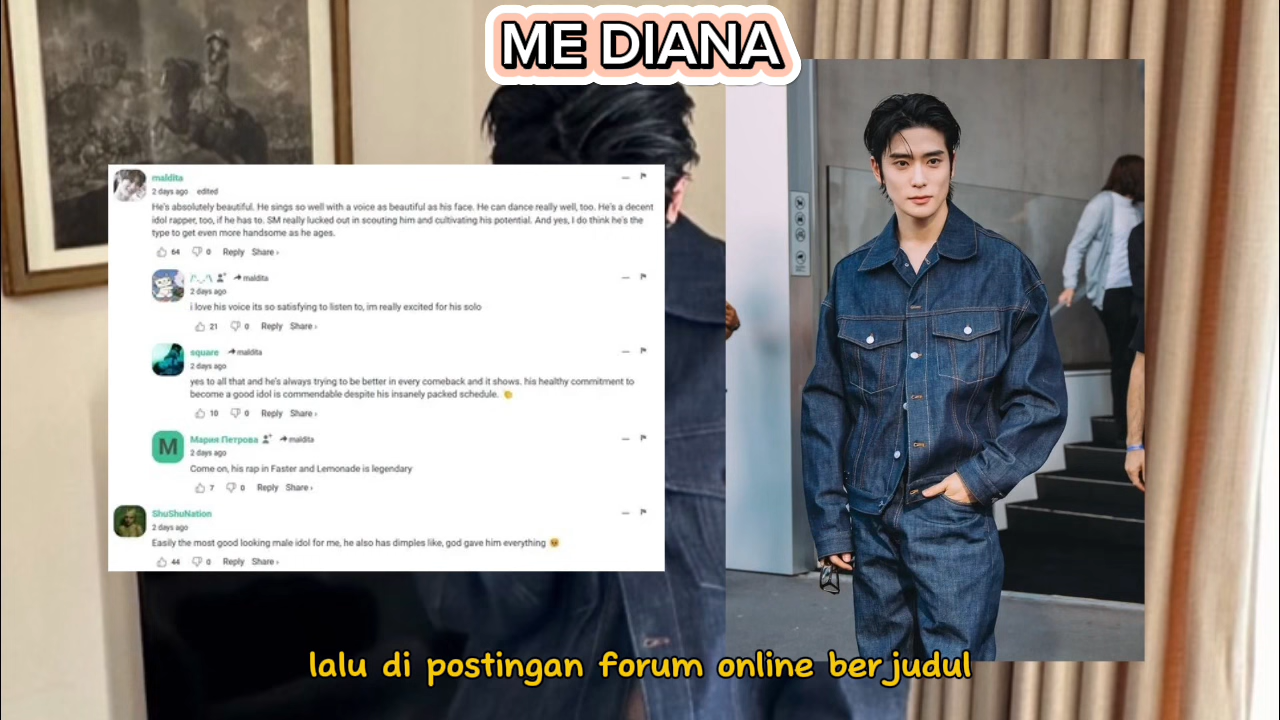 ME DIANA
maldita
2 days ago edited
He's absolutely beautiful. He sings so well with a voice as beautiful as his face. He can dance really well, too. He's a decent
idol rapper, too, if he has to. SM really lucked out in scouting him and cultivating his potential. And yes, I do think he's the
type to get even more handsome as he ages.
64 0 Reply Share ›
/ᐠ._.ᐟ\ maldita
2 days ago
i love his voice its so satisfying to listen to, im really excited for his solo
21 0 Reply Share ›
square maldita
2 days ago
yes to all that and he's always trying to be better in every comeback and it shows. his healthy commitment to
become a good idol is commendable despite his insanely packed schedule.
10 0 Reply Share ›
M
Мария Петрова maldita
2 days ago
Come on, his rap in Faster and Lemonade is legendary
7 0 Reply Share ›
ShuShuNation
2 days ago
Easily the most good looking male idol for me, he also has dimples like, god gave him everything
44 0 Reply Share ›
lalu di postingan forum online berjudul